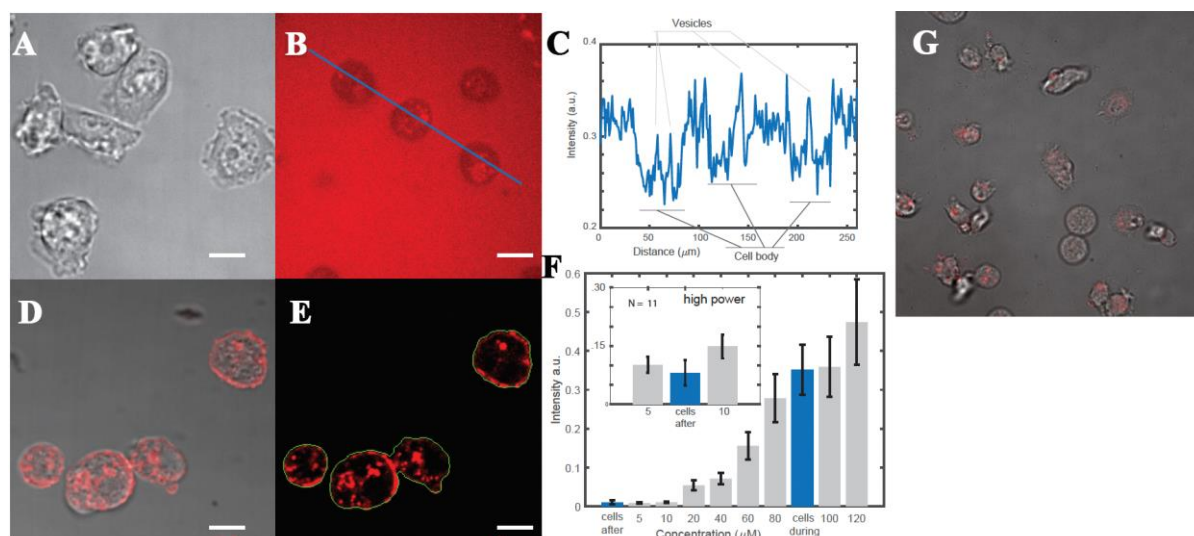 A
B
C
Vesicles
0.4
0.3
0.2
Intensity (a.u.)
0
50
100
150
200
250
Distance (μm)
Cell body
G
D
E
F
0.6
0.5
0.4
0.3
0.2
0.1
0
Intensity a.u.
.30
.15
0
N = 11
high power
5
cells
after
10
cells
after
5
10
20
40
60
80
cells
during
100
120
Concentration (μM)